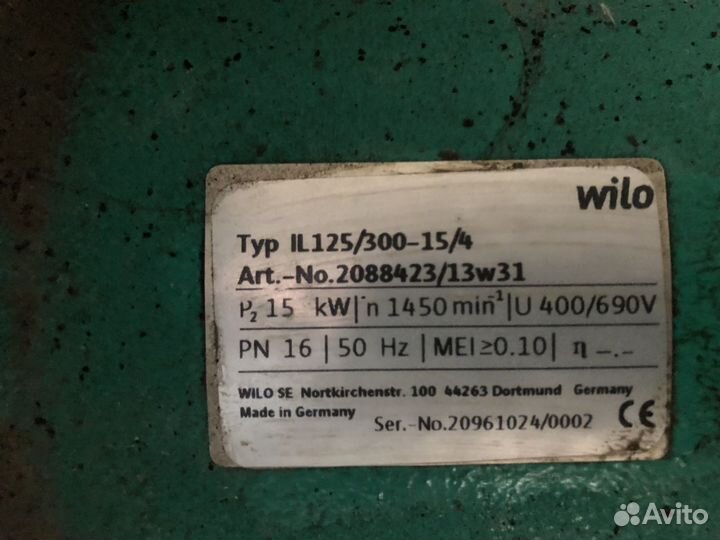 wilo
Typ IL125/300-15/4
Art.-No.2088423/13w31
P₂ 15 kW| n 1450 min⁻¹|U 400/690V
PN 16 | 50 Hz | MEI≥0.10| η –.–
WILO SE Nortkirchenstr. 100 44263 Dortmund Germany
Made in Germany
Ser.-No.20961024/0002 CE
Avito